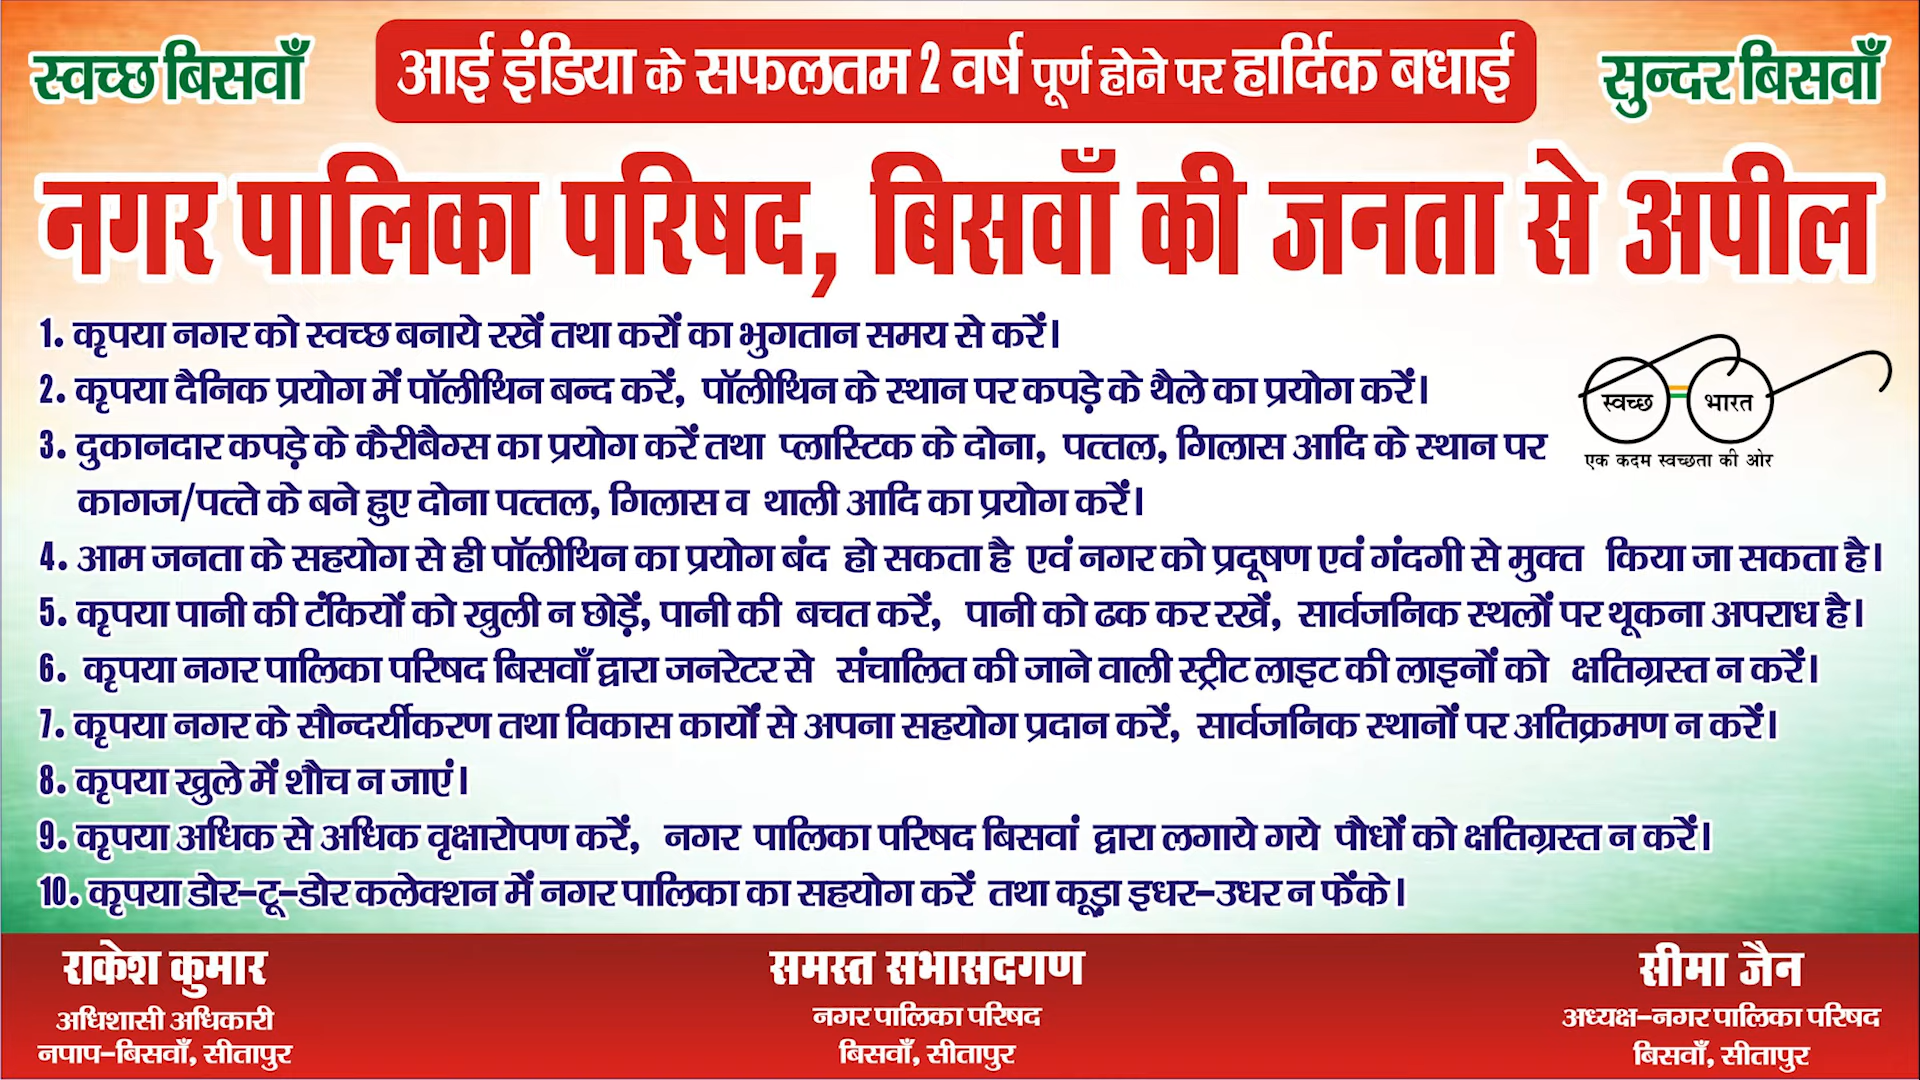 स्वच्छ बिसवाँ
आई इंडिया के सफलतम 2 वर्ष पूर्ण होने पर हार्दिक बधाई
सुन्दर बिसवाँ
नगर पालिका परिषद, बिसवाँ की जनता से अपील
1. कृपया नगर को स्वच्छ बनाये रखें तथा करों का भुगतान समय से करें।
2. कृपया दैनिक प्रयोग में पॉलीथिन बन्द करें, पॉलीथिन के स्थान पर कपड़े के थैले का प्रयोग करें।
3. दुकानदार कपड़े के कैरीबैग्स का प्रयोग करें तथा प्लास्टिक के दोना, पत्तल, गिलास आदि के स्थान पर
कागज/पत्ते के बने हुए दोना पत्तल, गिलास व थाली आदि का प्रयोग करें।
स्वच्छ भारत
एक कदम स्वच्छता की ओर
4. आम जनता के सहयोग से ही पॉलीथिन का प्रयोग बंद हो सकता है एवं नगर को प्रदूषण एवं गंदगी से मुक्त किया जा सकता है।
5. कृपया पानी की टंकियों को खुली न छोड़ें, पानी की बचत करें, पानी को ढक कर रखें, सार्वजनिक स्थलों पर थूकना अपराध है।
6. कृपया नगर पालिका परिषद बिसवाँ द्वारा जनरेटर से संचालित की जाने वाली स्ट्रीट लाइट की लाइनों को क्षतिग्रस्त न करें।
7. कृपया नगर के सौन्दर्यीकरण तथा विकास कार्यों से अपना सहयोग प्रदान करें, सार्वजनिक स्थानों पर अतिक्रमण न करें।
8. कृपया खुले में शौच न जाएं।
9. कृपया अधिक से अधिक वृक्षारोपण करें, नगर पालिका परिषद बिसवां द्वारा लगाये गये पौधों को क्षतिग्रस्त न करें।
10. कृपया डोर-टू-डोर कलेक्शन में नगर पालिका का सहयोग करें तथा कूड़ा इधर-उधर न फेंके।
राकेश कुमार
अधिशासी अधिकारी
नपाप-बिसवाँ, सीतापुर
समस्त सभासदगण
नगर पालिका परिषद
बिसवाँ, सीतापुर
सीमा जैन
अध्यक्ष-नगर पालिका परिषद
बिसवाँ, सीतापुर